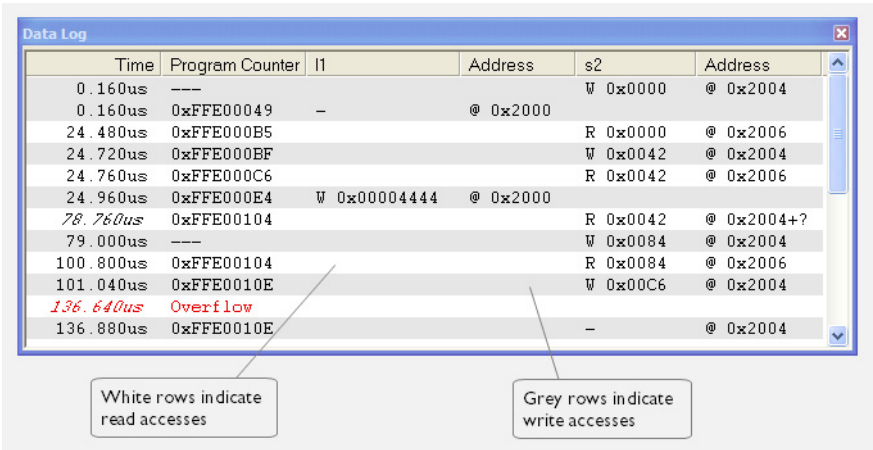 Data Log
Time Program Counter l1 Address s2 Address
0.160us --- W 0x0000 @ 0x2004
0.160us 0xFFE00049 - @ 0x2000
24.480us 0xFFE000B5 R 0x0000 @ 0x2006
24.720us 0xFFE000BF W 0x0042 @ 0x2004
24.760us 0xFFE000C6 R 0x0042 @ 0x2006
24.960us 0xFFE000E4 W 0x00004444 @ 0x2000
78.760us 0xFFE00104 R 0x0042 @ 0x2004+?
79.000us --- W 0x0084 @ 0x2004
100.800us 0xFFE00104 R 0x0084 @ 0x2006
101.040us 0xFFE0010E W 0x00C6 @ 0x2004
136.640us Overflow
136.880us 0xFFE0010E - @ 0x2004
White rows indicate
read accesses
Grey rows indicate
write accesses